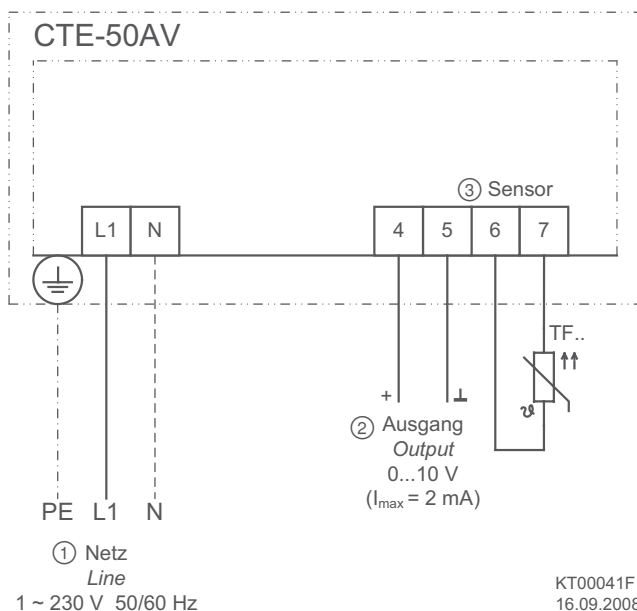 CTE-50AV
③ Sensor
L1 N 4 5 6 7
TF..
+ ⊥ ϑ
② Ausgang
Output
0...10 V
(Imax = 2 mA)
PE L1 N
① Netz
Line
1 ~ 230 V 50/60 Hz
KT00041F
16.09.2008